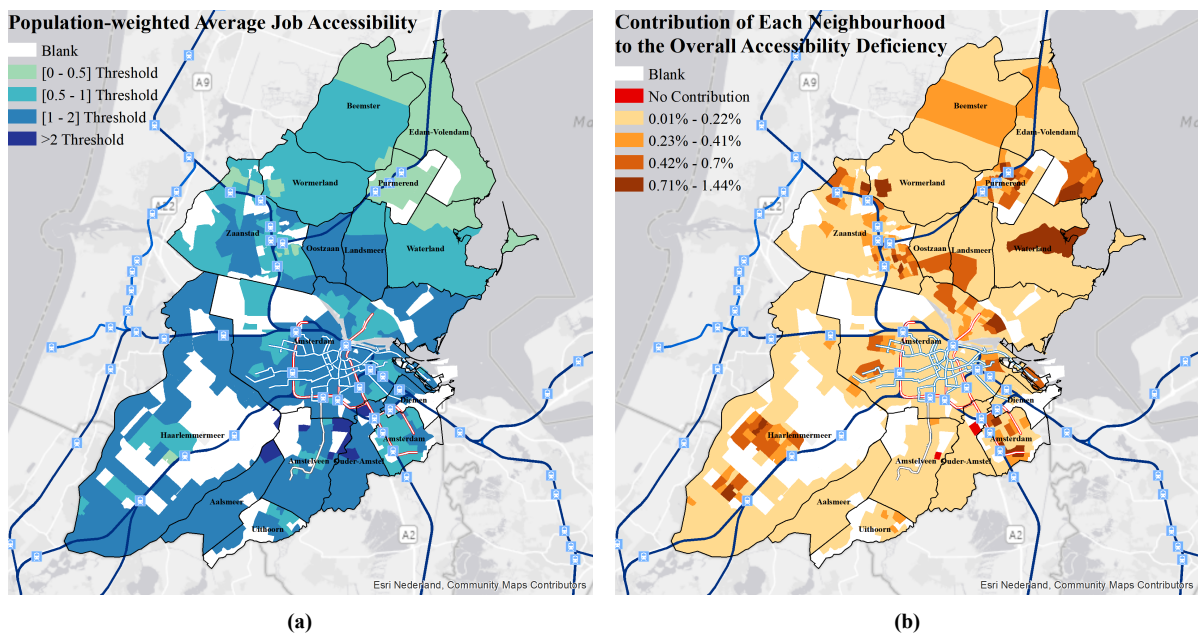 Population-weighted Average Job Accessibility
Blank
[0 - 0.5] Threshold
[0.5 - 1] Threshold
[1 - 2] Threshold
>2 Threshold
A9
Beemster
Edam-Volendam
Ma
A22
Wormerland
Purmerend
Zaanstad
Oostzaan
Landsmeer
Waterland
Amsterdam
Diemen
Haarlemmermeer
Amsterdam
Amstelveen
Ouder-Amstel
Aalsmeer
Uithoorn
A2
Esri Nederland, Community Maps Contributors
(a)
Contribution of Each Neighbourhood
to the Overall Accessibility Deficiency
Blank
No Contribution
0.01% - 0.22%
0.23% - 0.41%
0.42% - 0.7%
0.71% - 1.44%
A9
Beemster
Edam-Volendam
Ma
A22
Wormerland
Purmerend
Zaanstad
Oostzaan
Landsmeer
Waterland
Amsterdam
Diemen
Haarlemmermeer
Amsterdam
Amstelveen
Ouder-Amstel
Aalsmeer
Uithoorn
A2
Esri Nederland, Community Maps Contributors
(b)